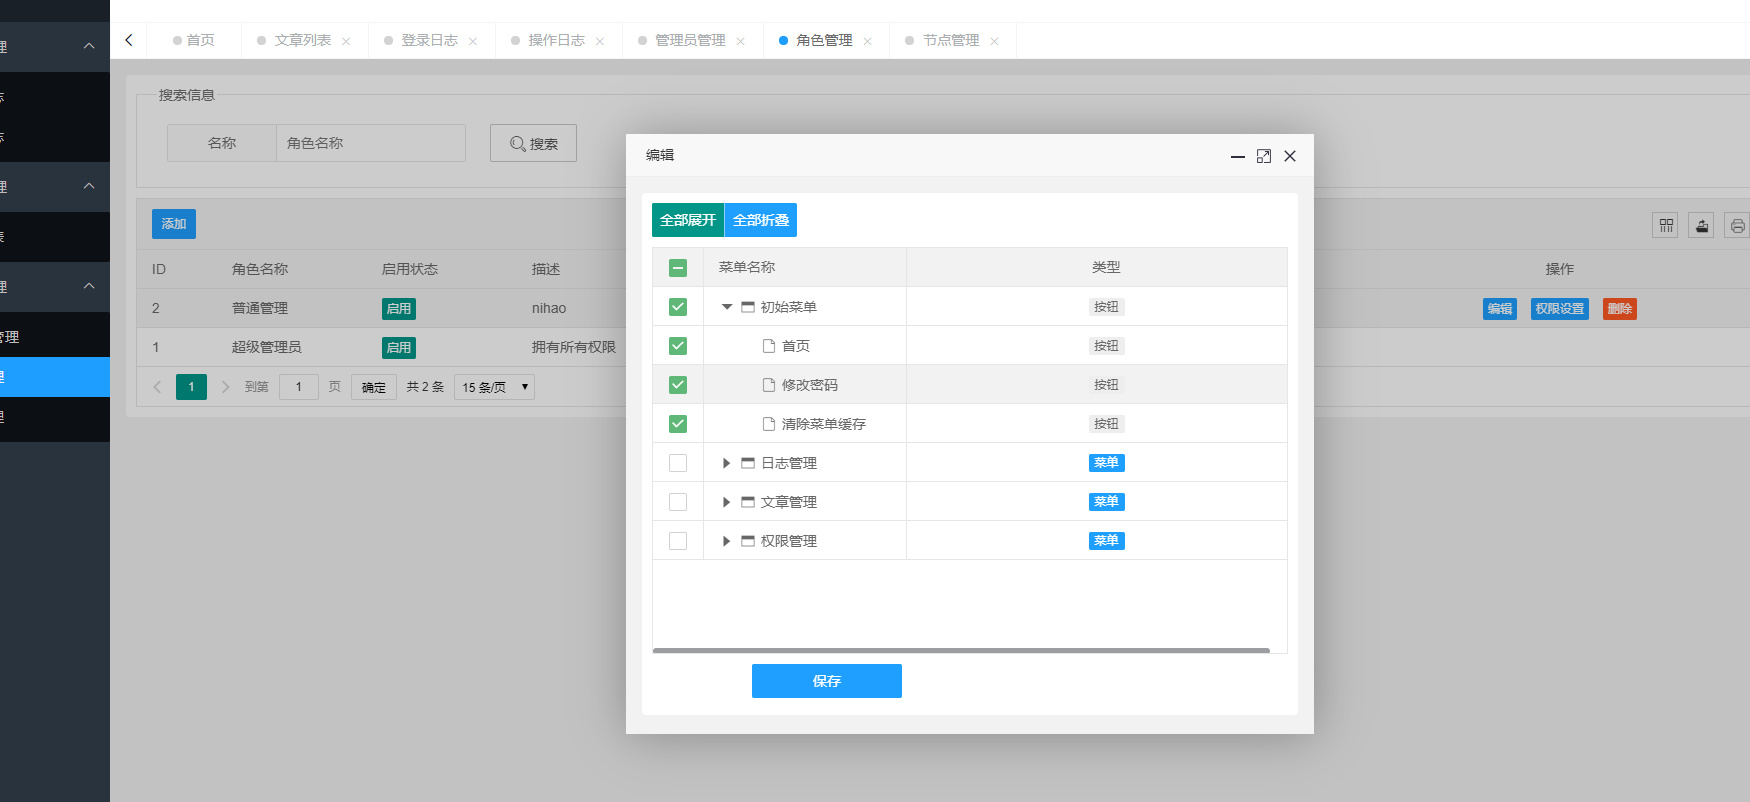 首页 文章列表 登录日志 操作日志 管理员管理 角色管理 节点管理
理
志
志
理
表
理
管理
理
理
搜索信息
名称 角色名称 搜索
添加
ID 角色名称 启用状态 描述 操作
2 普通管理 启用 nihao 编辑 权限设置 删除
1 超级管理员 启用 拥有所有权限
1 到第 1 页 确定 共 2 条 15 条/页
编辑
全部展开 全部折叠
菜单名称 类型
初始菜单 按钮
首页 按钮
修改密码 按钮
清除菜单缓存 按钮
日志管理 菜单
文章管理 菜单
权限管理 菜单
保存